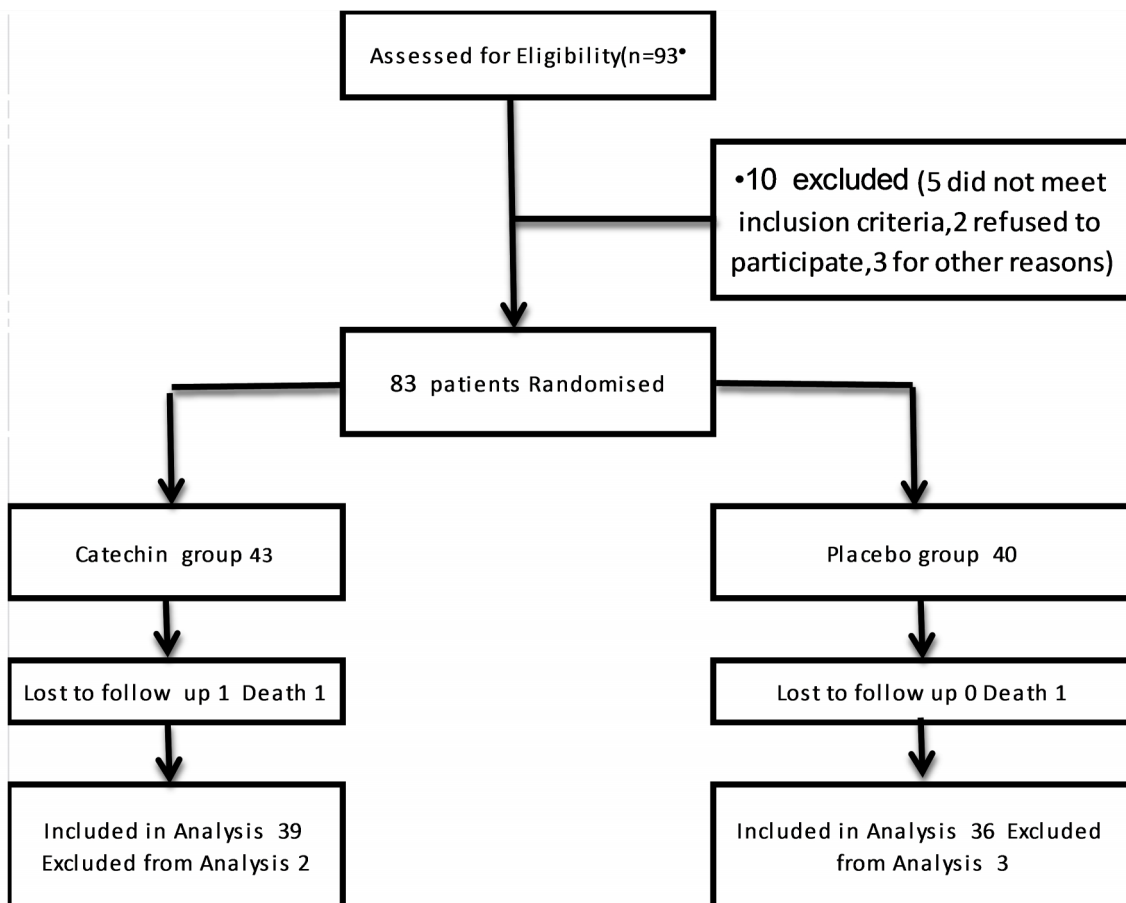 Assessed for Eligibility(n=93•
•10 excluded (5 did not meet
inclusion criteria,2 refused to
participate,3 for other reasons)
83 patients Randomised
Catechin group 43
Placebo group 40
Lost to follow up 1 Death 1
Lost to follow up 0 Death 1
Included in Analysis 39
Excluded from Analysis 2
Included in Analysis 36 Excluded
from Analysis 3